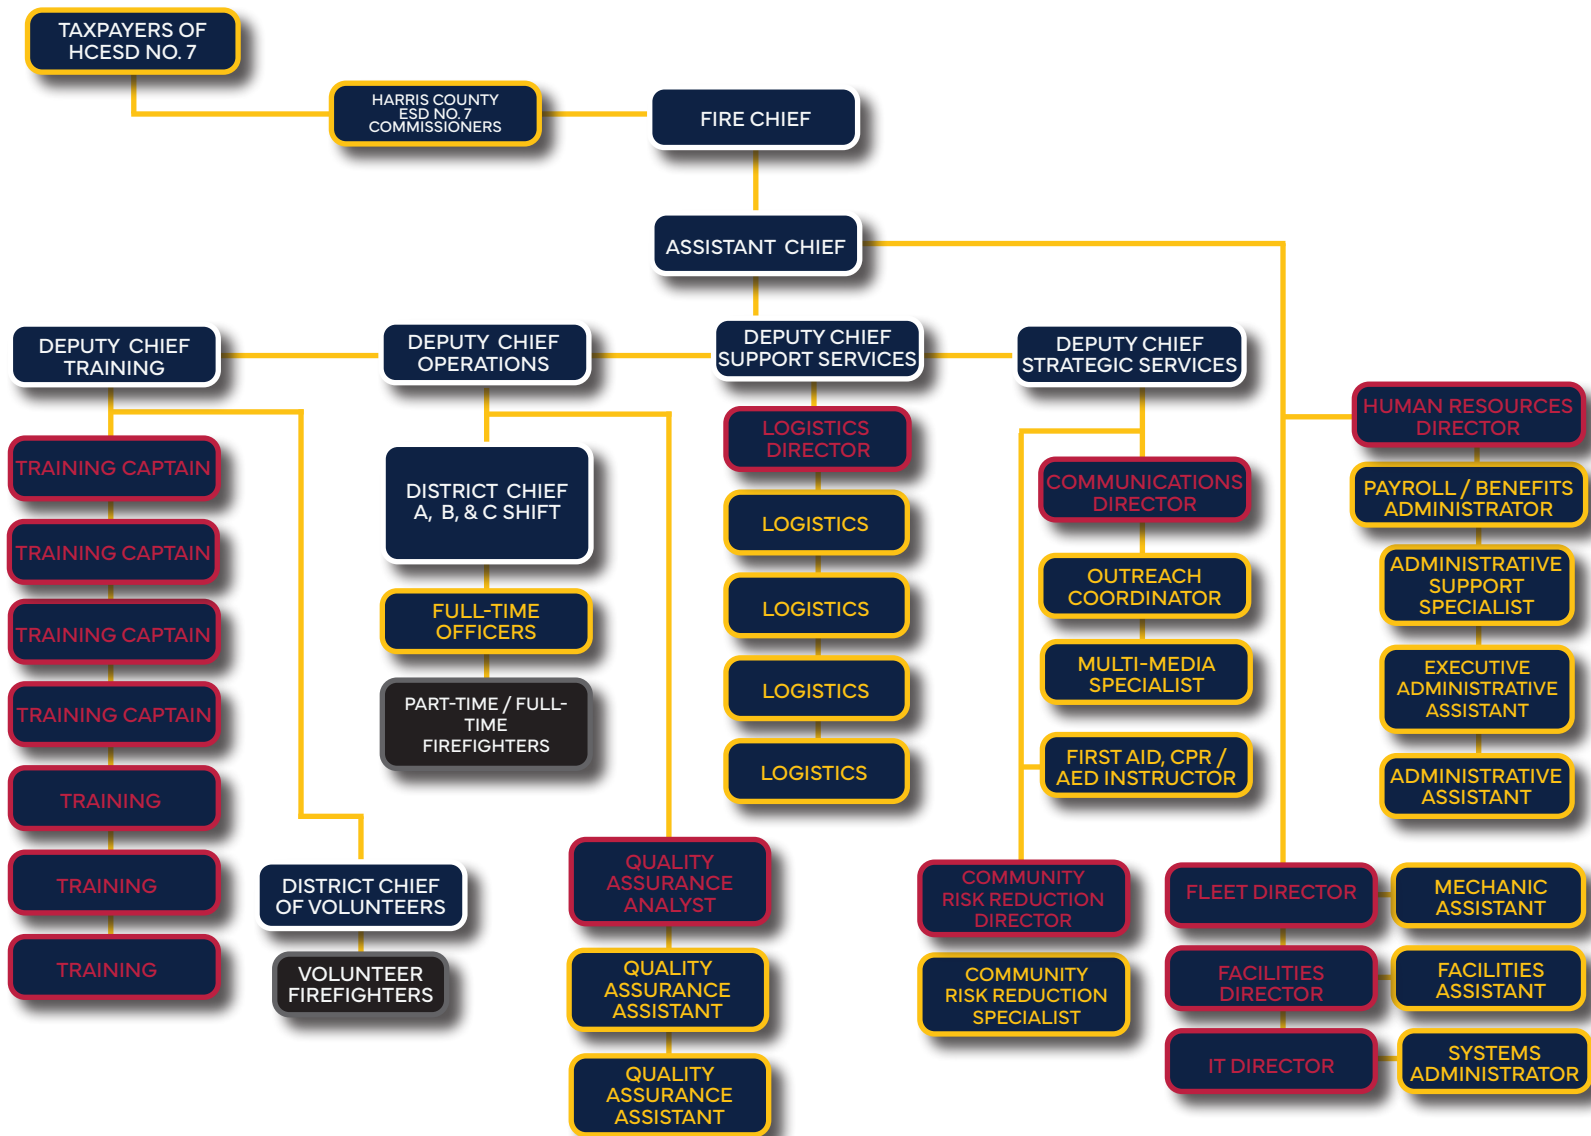 TAXPAYERS OF
HCESD NO. 7
HARRIS COUNTY
ESD NO. 7
COMMISSIONERS
FIRE CHIEF
ASSISTANT CHIEF
DEPUTY CHIEF
TRAINING
DEPUTY CHIEF
OPERATIONS
DEPUTY CHIEF
SUPPORT SERVICES
DEPUTY CHIEF
STRATEGIC SERVICES
TRAINING CAPTAIN
TRAINING CAPTAIN
TRAINING CAPTAIN
TRAINING CAPTAIN
TRAINING
TRAINING
TRAINING
DISTRICT CHIEF
OF VOLUNTEERS
VOLUNTEER
FIREFIGHTERS
DISTRICT CHIEF
A, B, & C SHIFT
FULL-TIME
OFFICERS
PART-TIME / FULL-
TIME
FIREFIGHTERS
QUALITY
ASSURANCE
ANALYST
QUALITY
ASSURANCE
ASSISTANT
QUALITY
ASSURANCE
ASSISTANT
LOGISTICS
DIRECTOR
LOGISTICS
LOGISTICS
LOGISTICS
LOGISTICS
COMMUNICATIONS
DIRECTOR
OUTREACH
COORDINATOR
MULTI-MEDIA
SPECIALIST
FIRST AID, CPR /
AED INSTRUCTOR
COMMUNITY
RISK REDUCTION
DIRECTOR
COMMUNITY
RISK REDUCTION
SPECIALIST
HUMAN RESOURCES
DIRECTOR
PAYROLL / BENEFITS
ADMINISTRATOR
ADMINISTRATIVE
SUPPORT
SPECIALIST
EXECUTIVE
ADMINISTRATIVE
ASSISTANT
ADMINISTRATIVE
ASSISTANT
FLEET DIRECTOR
MECHANIC
ASSISTANT
FACILITIES
DIRECTOR
FACILITIES
ASSISTANT
IT DIRECTOR
SYSTEMS
ADMINISTRATOR